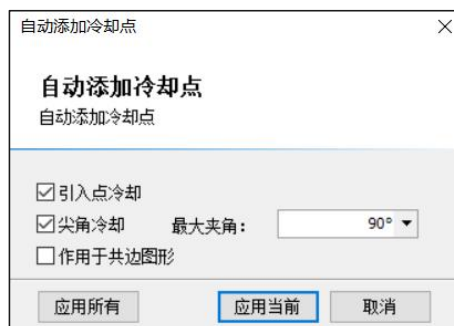 自动添加冷却点
自动添加冷却点
自动添加冷却点
引入点冷却
尖角冷却 最大夹角： 90°
作用于共边图形
应用所有 应用当前 取消